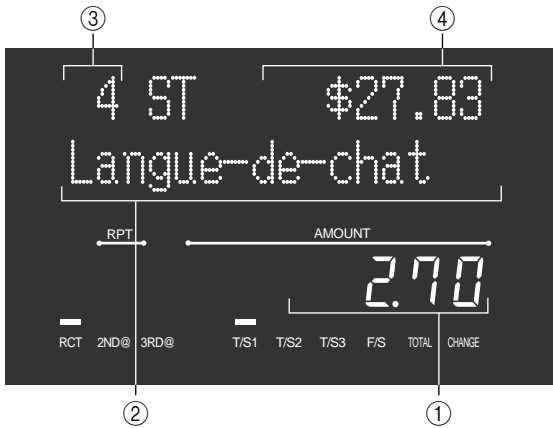 ③ ④
4 ST $27.83
Langue-de-chat
RPT AMOUNT
2.70
RCT 2ND@ 3RD@ T/S1 T/S2 T/S3 F/S TOTAL CHANGE
② ①